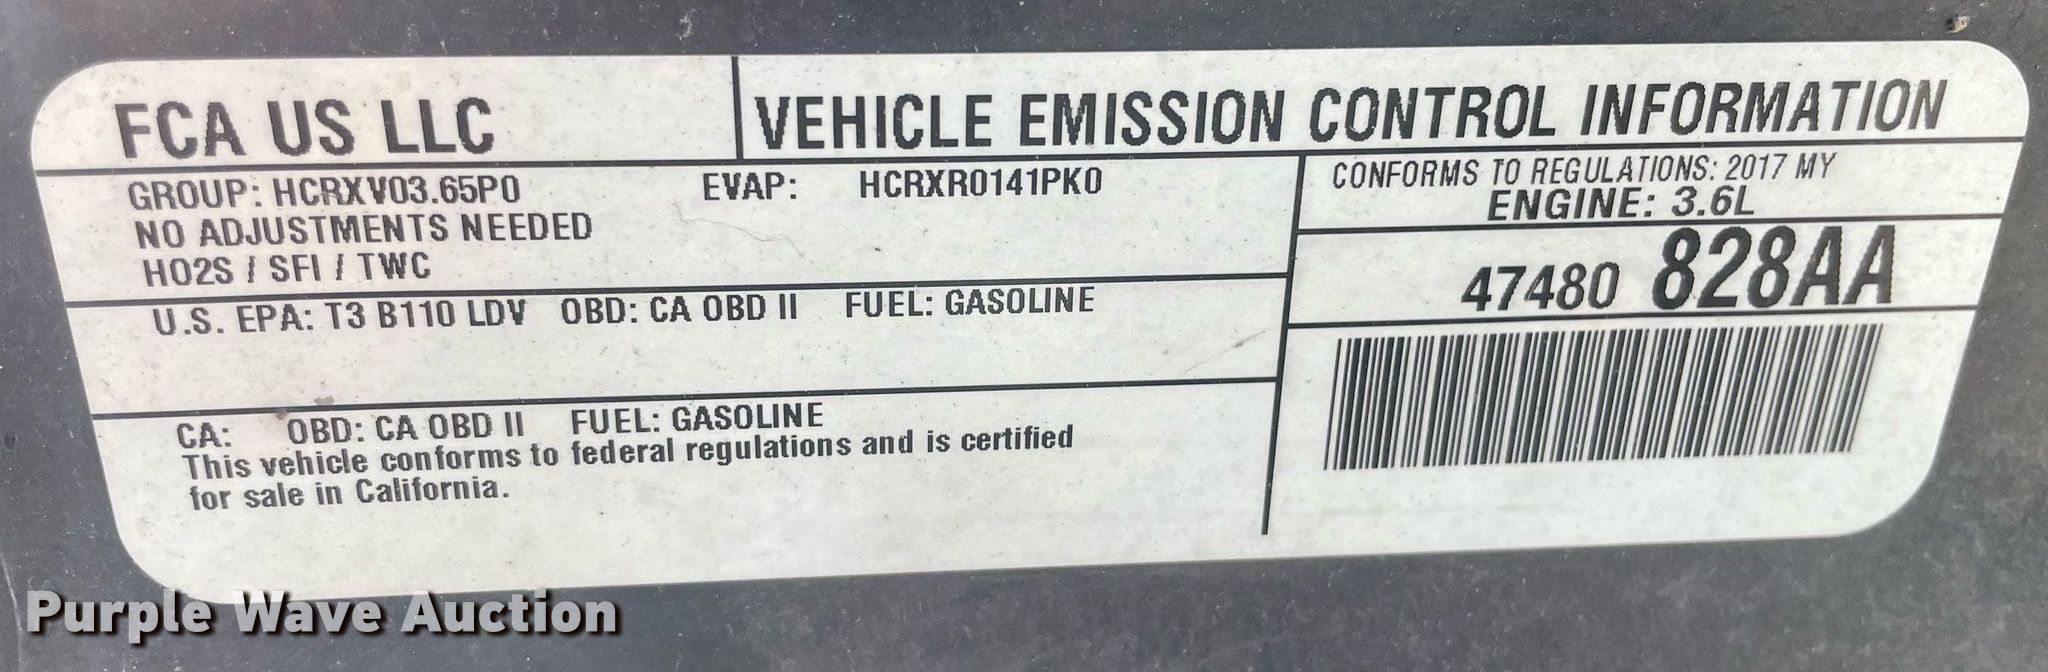 FCA US LLC
VEHICLE EMISSION CONTROL INFORMATION
GROUP: HCRXV03.65P0 EVAP: HCRXR0141PK0
NO ADJUSTMENTS NEEDED
HO2S / SFI / TWC
CONFORMS TO REGULATIONS: 2017 MY
ENGINE: 3.6L
47480 828AA
U.S. EPA: T3 B110 LDV OBD: CA OBD II FUEL: GASOLINE
CA: OBD: CA OBD II FUEL: GASOLINE
This vehicle conforms to federal regulations and is certified
for sale in California.
Purple Wave Auction